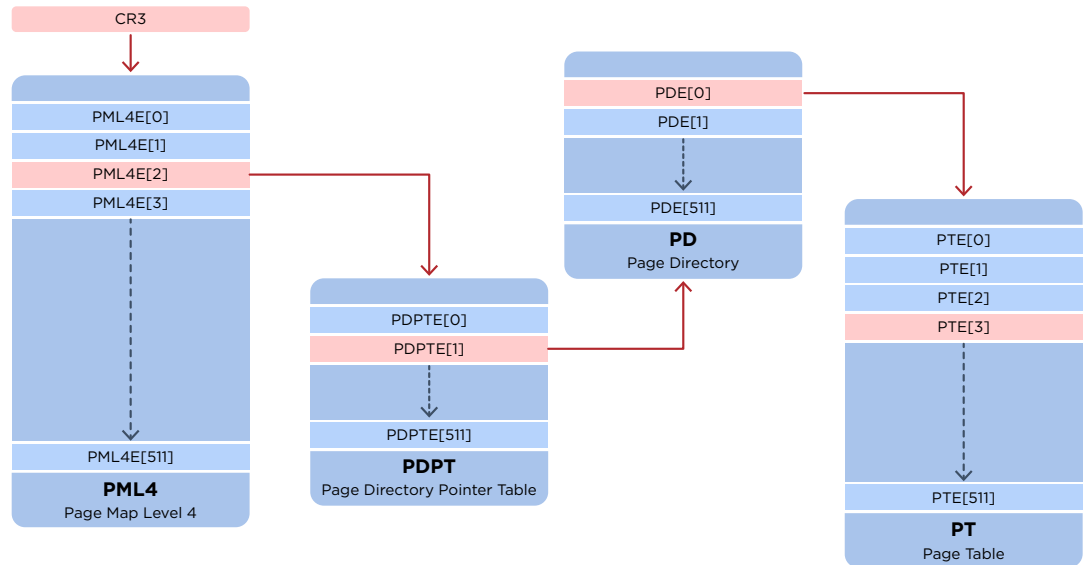 CR3
PML4E[0]
PML4E[1]
PML4E[2]
PML4E[3]
PML4E[511]
PML4
Page Map Level 4
PDPTE[0]
PDPTE[1]
PDPTE[511]
PDPT
Page Directory Pointer Table
PDE[0]
PDE[1]
PDE[511]
PD
Page Directory
PTE[0]
PTE[1]
PTE[2]
PTE[3]
PTE[511]
PT
Page Table